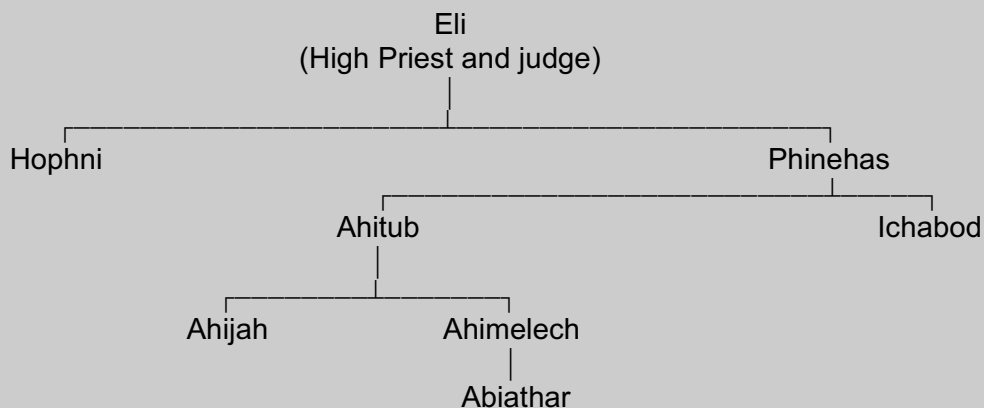 Eli
(High Priest and judge)
Hophni Phinehas
Ahitub Ichabod
Ahijah Ahimelech
Abiathar